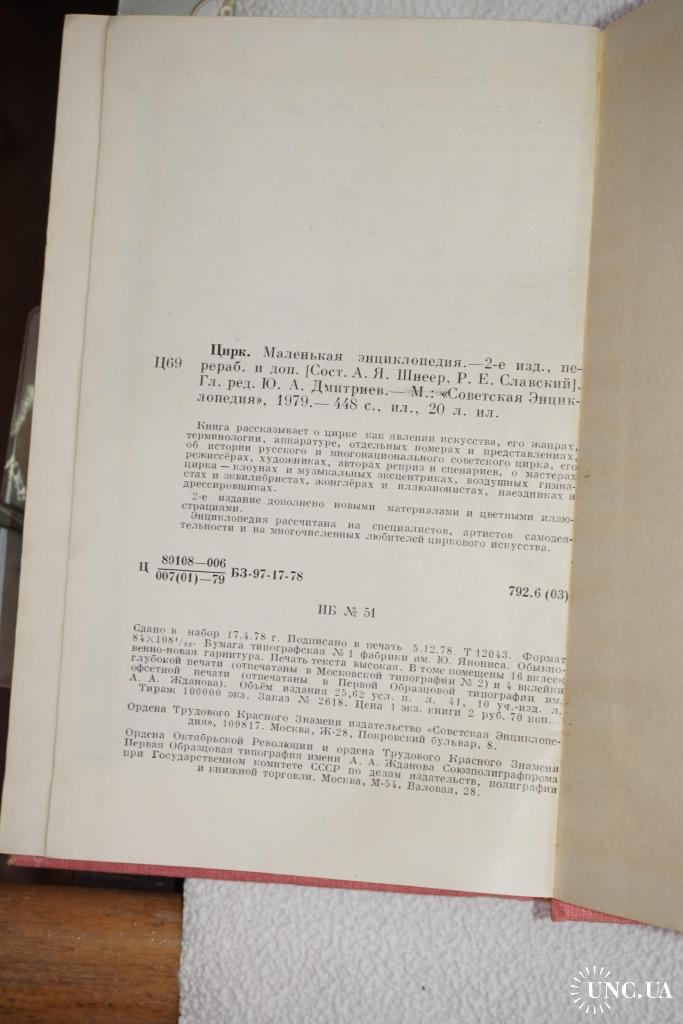 Цирк. Маленькая энциклопедия.—2-е изд., пе-
Ц69 рераб. и доп. [Сост. А. Я. Шнеер, Р. Е. Славский].
Гл. ред. Ю. А. Дмитриев.— М.: «Советская Энцик-
лопедия», 1979.— 448 с., ил., 20 л. ил.
Книга рассказывает о цирке как явлении искусства, его жанрах,
терминологии, аппаратуре, отдельных номерах и представлениях,
об истории русского и многонационального советского цирка, его
режиссёрах, художниках, авторах реприз и сценариев, о мастерах
цирка — клоунах и музыкальных эксцентриках, воздушных гимна-
стах и эквилибристах, жонглёрах и иллюзионистах, наездниках и
дрессировщиках.
2-е издание дополнено новыми материалами и цветными иллю-
страциями.
Энциклопедия рассчитана на специалистов, артистов самодея-
тельности и на многочисленных любителей циркового искусства.
Ц 89108—006
007(01)—79 БЗ-97-17-78
792.6 (03)
ИБ № 51
Сдано в набор 17.4.78 г. Подписано в печать 5.12.78. Т 12043. Формат
84×108¹/₃₂. Бумага типографская № 1 фабрики им. Ю. Янониса. Обыкно-
венно-новая гарнитура. Печать текста высокая. В томе помещены 16 вклеек
глубокой печати (отпечатаны в Московской типографии № 2) и 4 вклейки
офсетной печати (отпечатаны в Первой Образцовой типографии им.
А. А. Жданова). Объём издания 25,62 усл. п. л. 41, 10 уч.-изд. л.
Тираж 100000 экз. Заказ № 2618. Цена 1 экз. книги 2 руб. 70 коп.
Ордена Трудового Красного Знамени издательство «Советская Энциклопе-
дия», 109817. Москва, Ж-28, Покровский бульвар, 8.
Ордена Октябрьской Революции и ордена Трудового Красного Знамени
Первая Образцовая типография имени А. А. Жданова Союзполиграфпрома
при Государственном комитете СССР по делам издательств, полиграфии
и книжной торговли. Москва, М-54, Валовая, 28.
UNC.UA